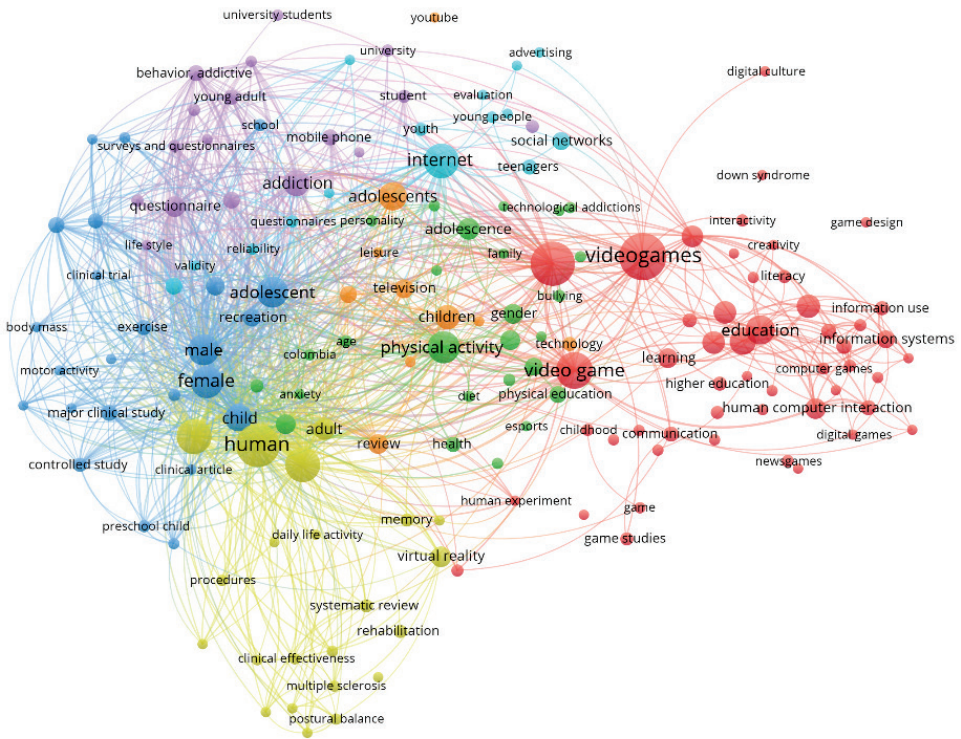 university students
youtube
university
advertising
behavior, addictive
digital culture
young adult
student
evaluation
school
young people
surveys and questionnaires
mobile phone
youth
social networks
internet
teenagers
down syndrome
addiction
adolescents
questionnaire
questionnaires
personality
technological addictions
adolescence
interactivity
game design
life style
reliability
leisure
family
videogames
creativity
validity
clinical trial
literacy
adolescent
television
bullying
information use
body mass
exercise
recreation
children
gender
education
age
information systems
male
colombia
physical activity
technology
learning
motor activity
video game
computer games
female
anxiety
diet
physical education
higher education
major clinical study
child
human computer interaction
adult
esports
childhood
communication
digital games
human
review
health
controlled study
clinical article
newsgames
human experiment
game
preschool child
memory
daily life activity
game studies
virtual reality
procedures
systematic review
rehabilitation
clinical effectiveness
multiple sclerosis
postural balance